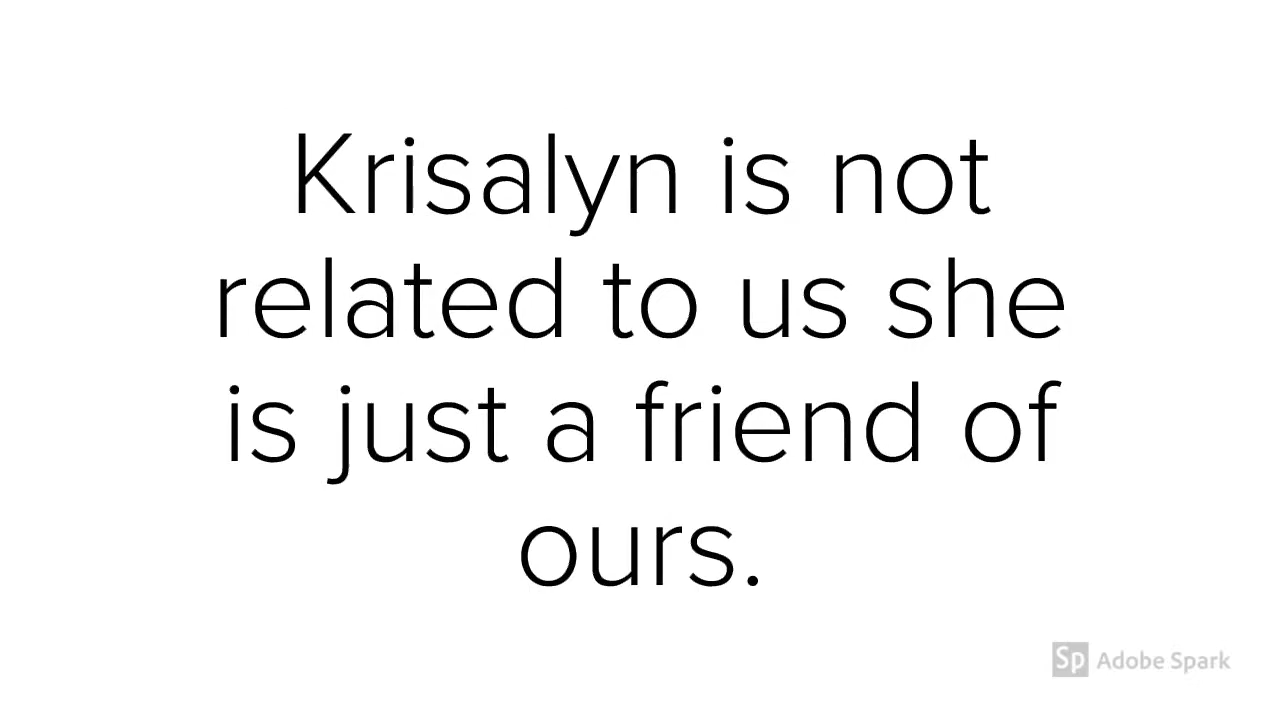 Krisalyn is not
related to us she
is just a friend of
ours.
Sp Adobe Spark